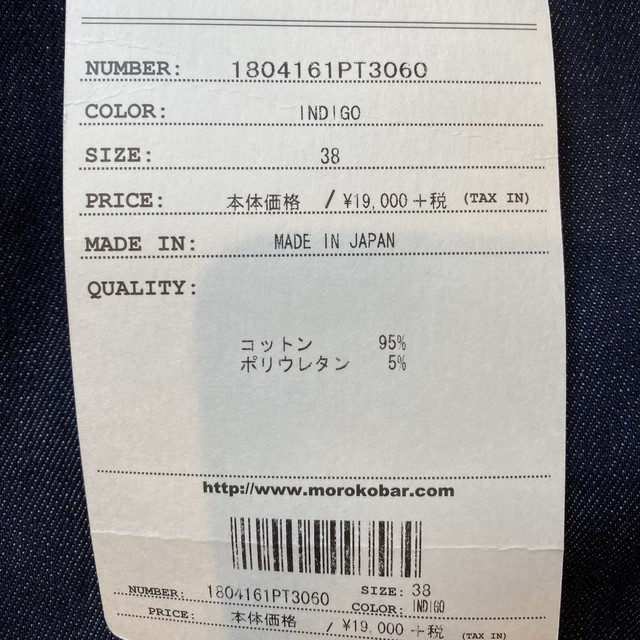 NUMBER: 1804161PT3060
COLOR: INDIGO
SIZE: 38
PRICE: 本体価格 / ¥19,000+税 (TAX IN)
MADE IN: MADE IN JAPAN
QUALITY:
コットン 95%
ポリウレタン 5%
http://www.morokobar.com
NUMBER: 1804161PT3060 SIZE: 38
COLOR: INDIGO
PRICE: 本体価格 / ¥19,000+税 (TAX IN)